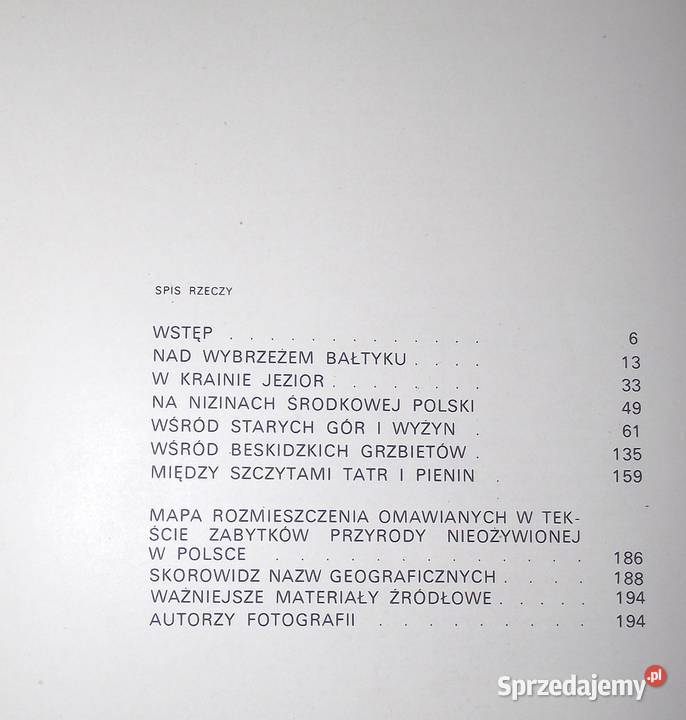 SPIS RZECZY
WSTĘP . . . . . . . . . . . . . 6
NAD WYBRZEŻEM BAŁTYKU . . . . 13
W KRAINIE JEZIOR . . . . . . . . 33
NA NIZINACH ŚRODKOWEJ POLSKI 49
WŚRÓD STARYCH GÓR I WYŻYN . 61
WŚRÓD BESKIDZKICH GRZBIETÓW . 135
MIĘDZY SZCZYTAMI TATR I PIENIN . 159
MAPA ROZMIESZCZENIA OMAWIANYCH W TEK-
ŚCIE ZABYTKÓW PRZYRODY NIEOŻYWIONEJ
W POLSCE . . . . . . . . . . . . 186
SKOROWIDZ NAZW GEOGRAFICZNYCH . . . . 188
WAŻNIEJSZE MATERIAŁY ŹRÓDŁOWE . . . . . 194
AUTORZY FOTOGRAFII . . . . . . . . . 194
Sprzedajemy.pl